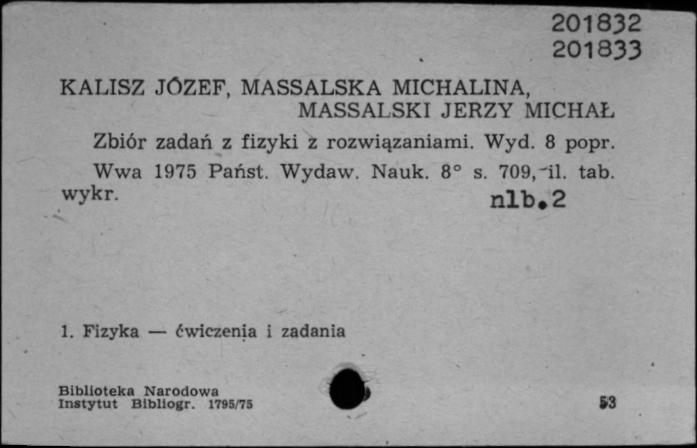 201832
201833
KALISZ JÓZEF, MASSALSKA MICHALINA,
MASSALSKI JERZY MICHAŁ
Zbiór zadań z fizyki z rozwiązaniami. Wyd. 8 popr.
Wwa 1975 Państ. Wydaw. Nauk. 8° s. 709, il. tab.
wykr.
nlb.2
1. Fizyka — ćwiczenia i zadania
Biblioteka Narodowa
Instytut Bibliogr. 1795/75
53